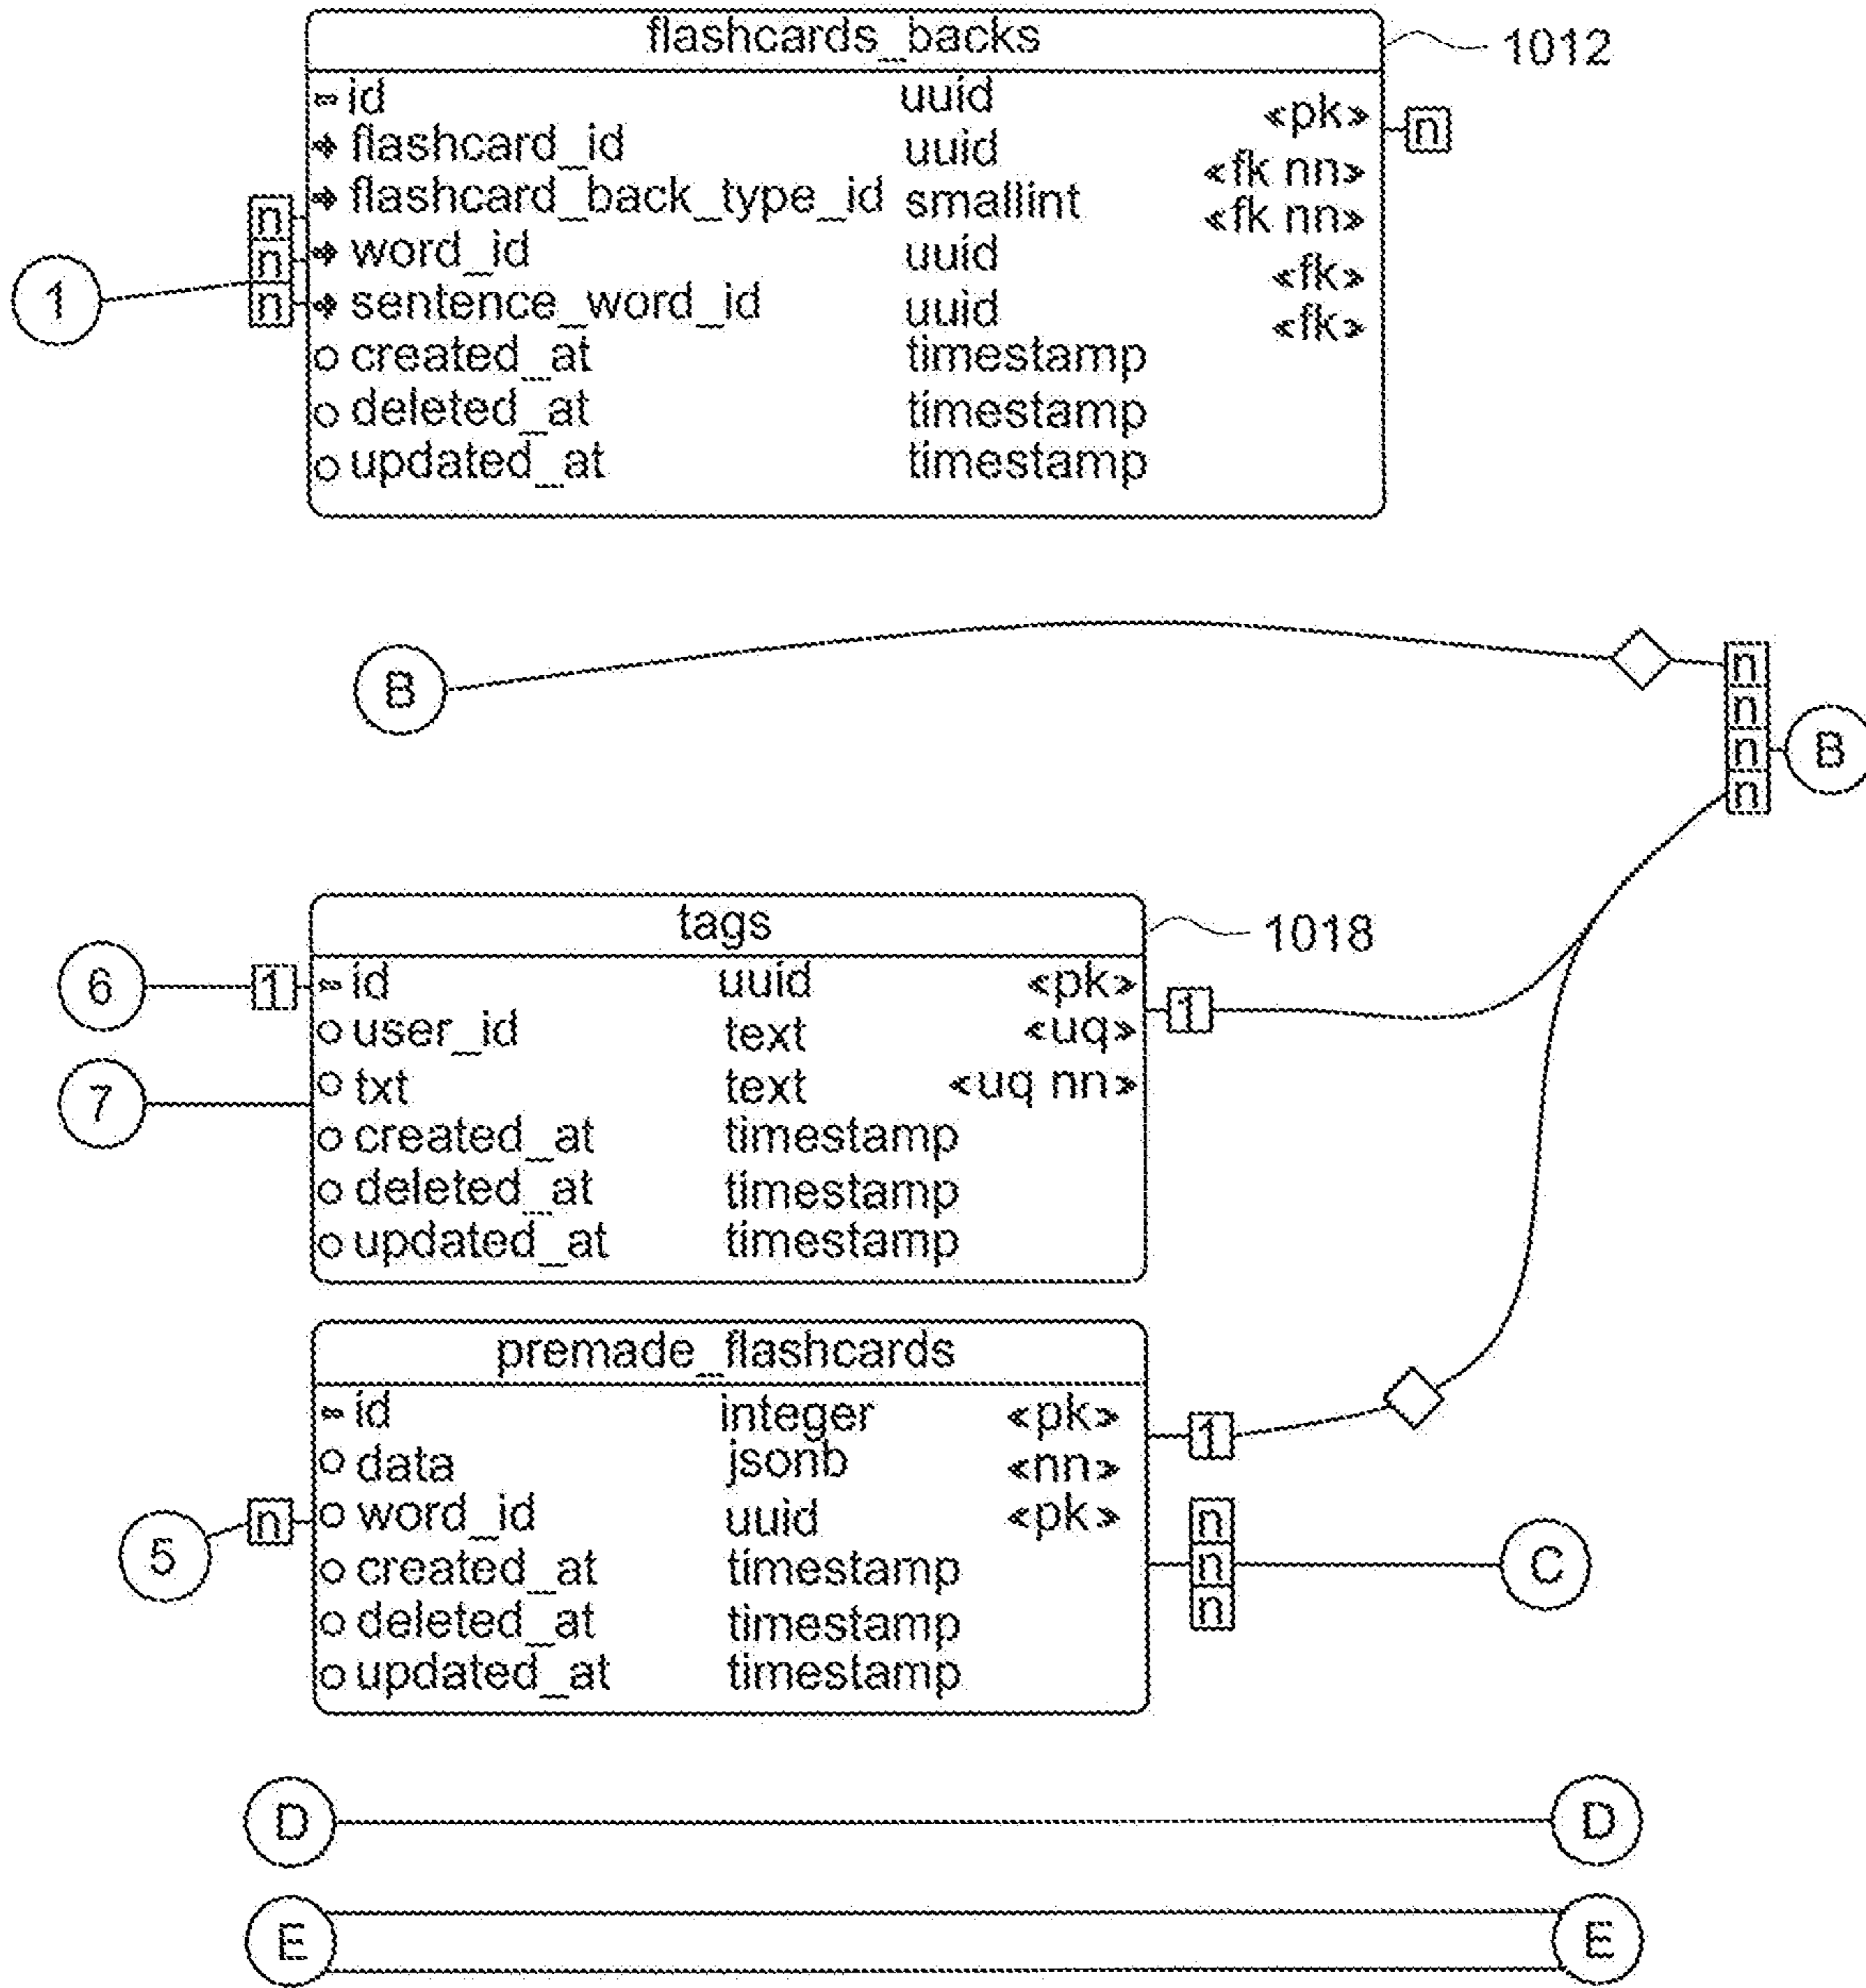 flashcards_backs 1012
id uuid «pk» n
flashcard_id uuid «fk nn»
n flashcard_back_type_id smallint «fk nn»
n word_id uuid «fk»
1 n sentence_word_id uuid «fk»
created_at timestamp
deleted_at timestamp
updated_at timestamp
B n
n
n B
n
tags 1018
6 1 id uuid «pk» 1
user_id text «uq»
7 txt text «uq nn»
created_at timestamp
deleted_at timestamp
updated_at timestamp
premade_flashcards
id integer «pk» 1
data jsonb «nn»
5 n word_id uuid «pk» n
created_at timestamp n C
deleted_at timestamp n
updated_at timestamp
D D
E E